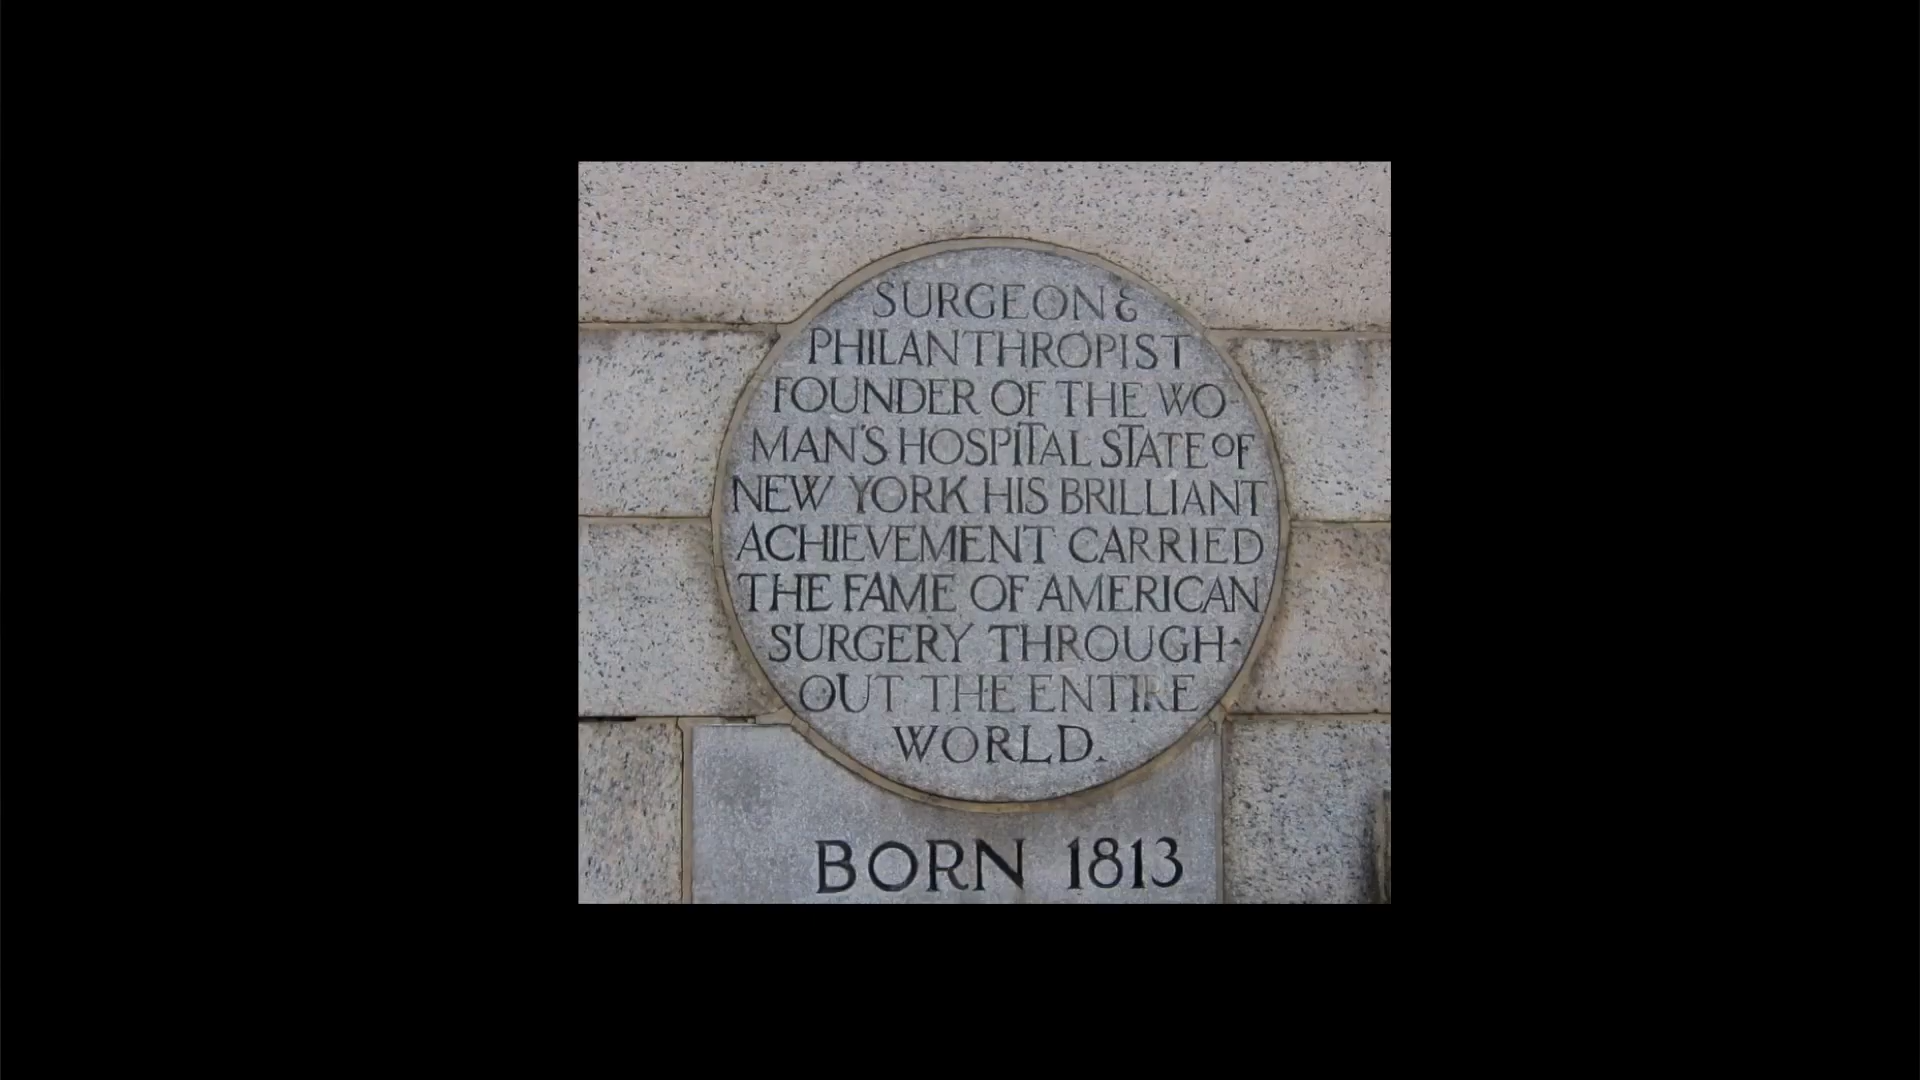 SURGEON &
PHILANTHROPIST
FOUNDER OF THE WO-
MAN'S HOSPITAL STATE OF
NEW YORK HIS BRILLIANT
ACHIEVEMENT CARRIED
THE FAME OF AMERICAN
SURGERY THROUGH-
OUT THE ENTIRE
WORLD.
BORN 1813